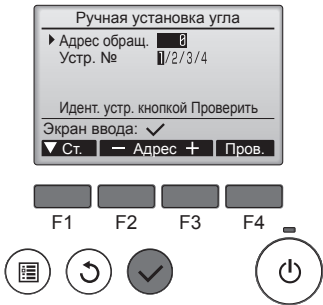 Ручная установка угла
Адрес обращ. 0
Устр. № 1/2/3/4
Идент. устр. кнопкой Проверить
Экран ввода: ✓
▼ Ст. − Адрес + Пров.
F1 F2 F3 F4